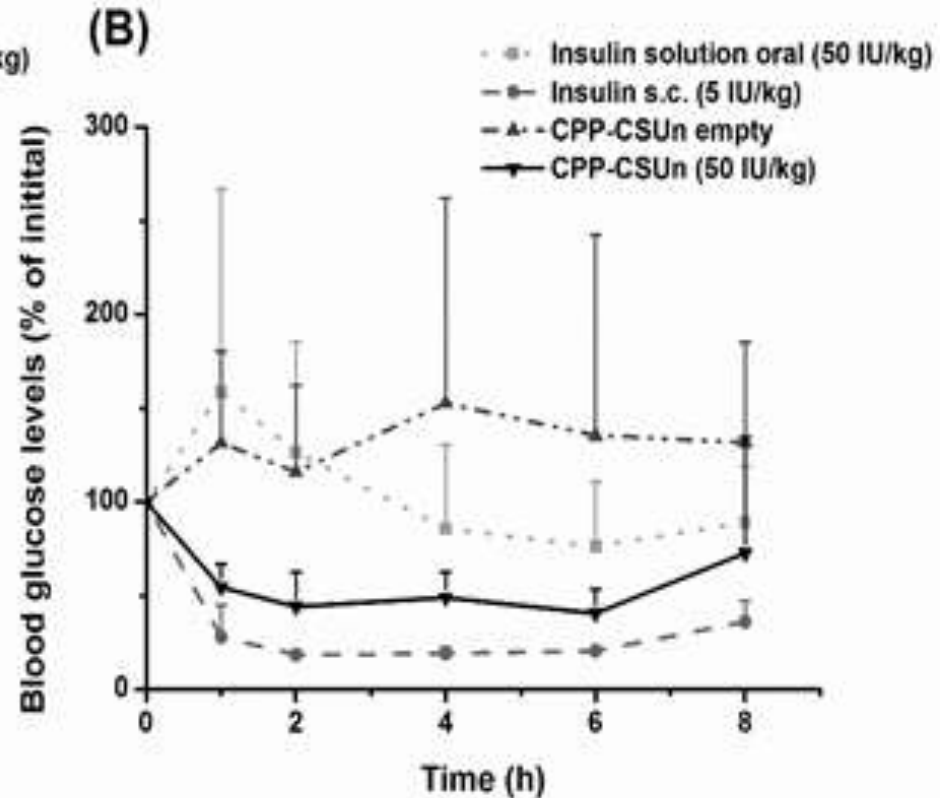 (B)
kg)
Insulin solution oral (50 IU/kg)
Insulin s.c. (5 IU/kg)
CPP-CSUn empty
CPP-CSUn (50 IU/kg)
Blood glucose levels (% of initital)
300
200
100
0
0 2 4 6 8
Time (h)